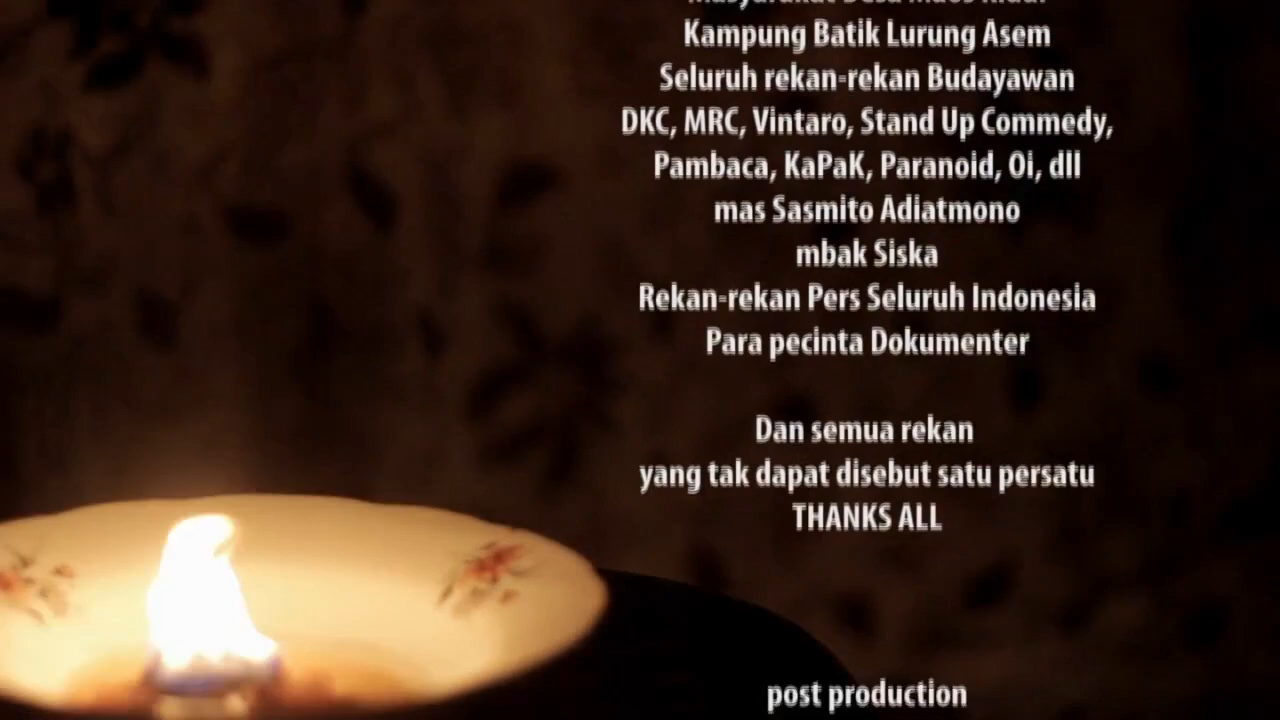 Kampung Batik Lurung Asem
Seluruh rekan-rekan Budayawan
DKC, MRC, Vintaro, Stand Up Commedy,
Pambaca, KaPaK, Paranoid, Oi, dll
mas Sasmito Adiatmono
mbak Siska
Rekan-rekan Pers Seluruh Indonesia
Para pecinta Dokumenter
Dan semua rekan
yang tak dapat disebut satu persatu
THANKS ALL
post production